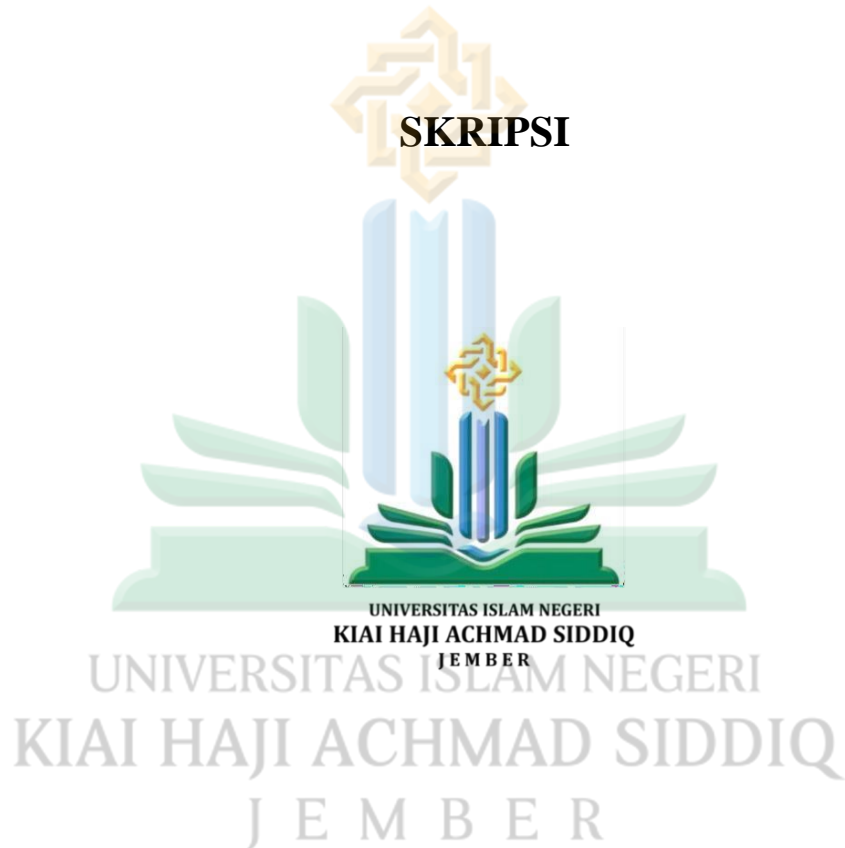 SKRIPSI
UNIVERSITAS ISLAM NEGERI
KIAI HAJI ACHMAD SIDDIQ
JEMBER
UNIVERSITAS ISLAM NEGERI
KIAI HAJI ACHMAD SIDDIQ
JEMBER